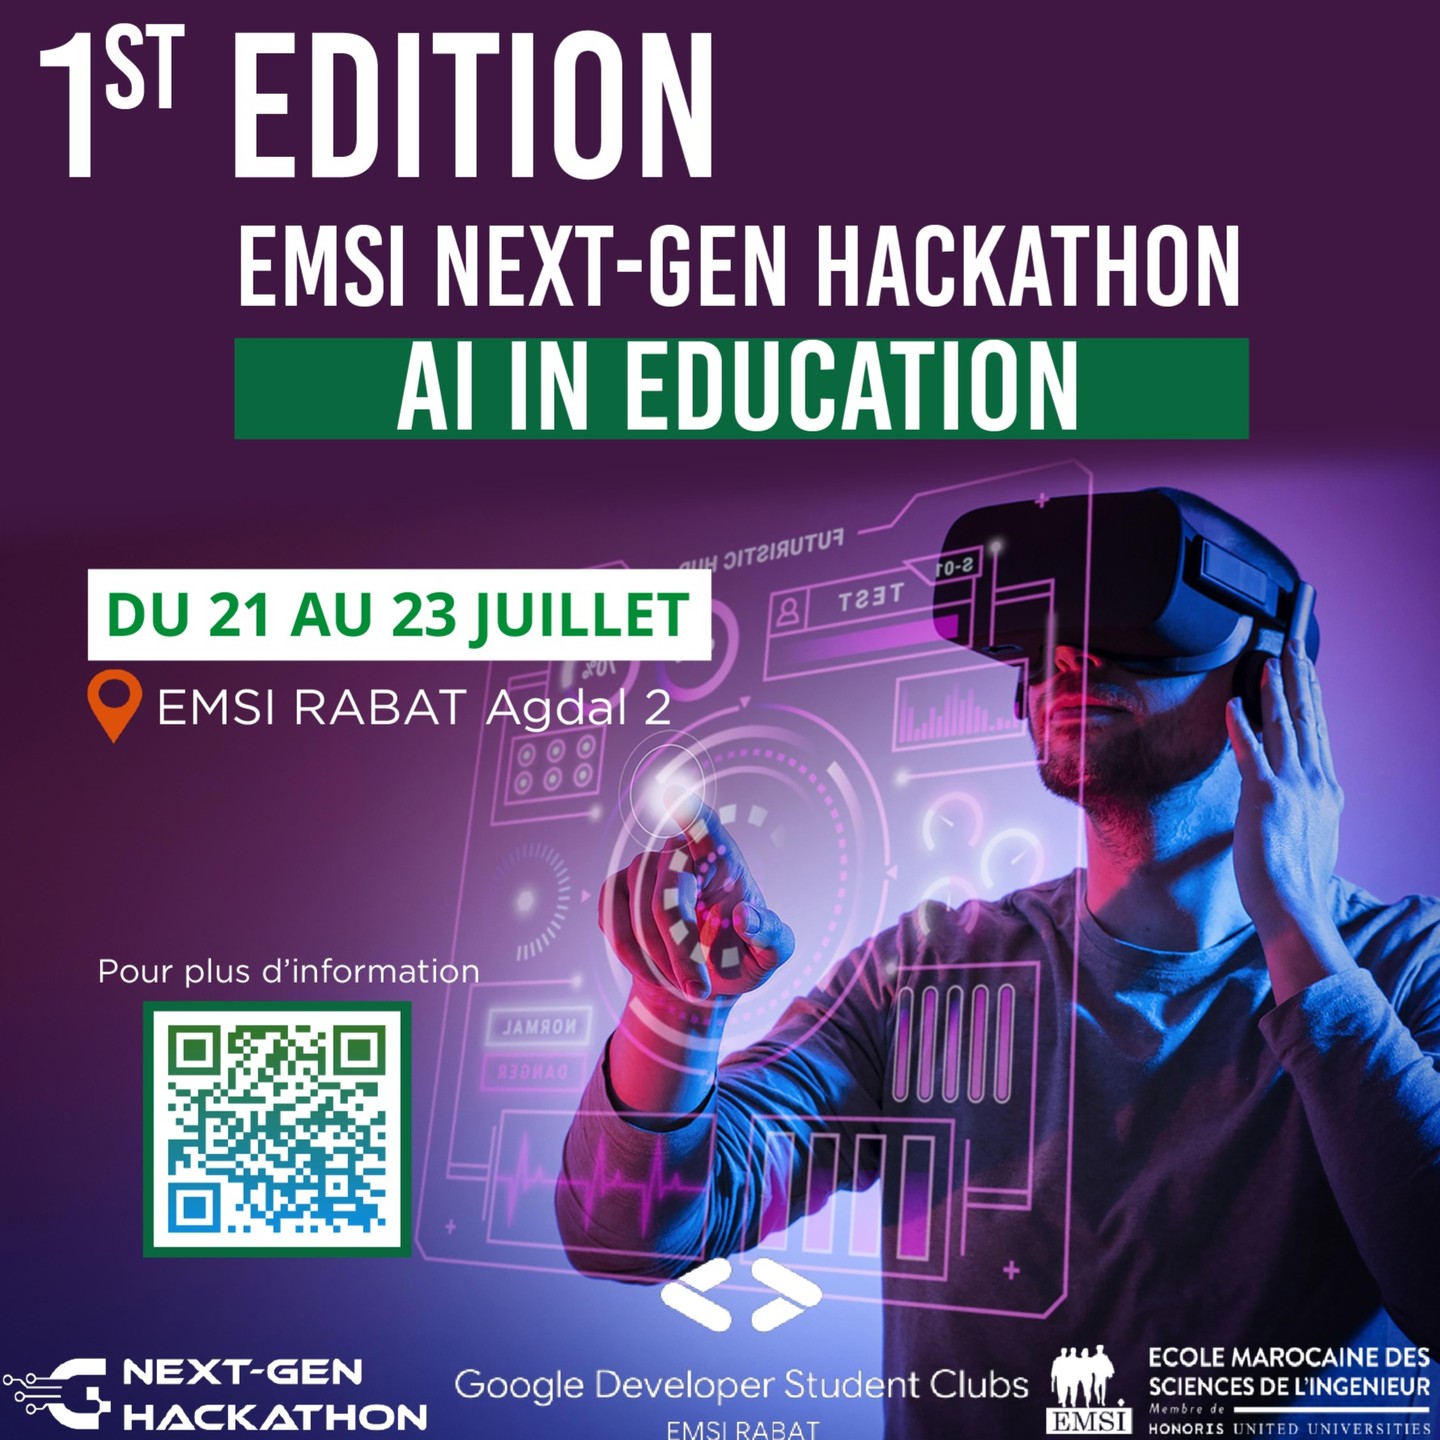 1ST EDITION
EMSI NEXT-GEN HACKATHON
AI IN EDUCATION
FUTURISTIC HUD
S-01
TEST
DU 21 AU 23 JUILLET
70%
EMSI RABAT Agdal 2
Pour plus d'information
NORMAL
DANGER
NEXT-GEN
HACKATHON
Google Developer Student Clubs
EMSI RABAT
EMSI
ECOLE MAROCAINE DES
SCIENCES DE L'INGENIEUR
Membre de
HONORIS UNITED UNIVERSITIES